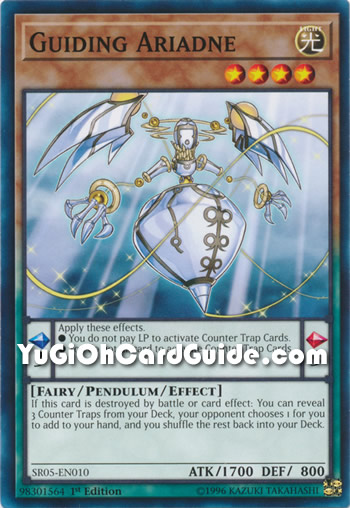 GUIDING ARIADNE
LIGHT
光
Apply these effects.
● You do not pay LP to activate Counter Trap Cards.
YuGiOhCardGuide.com
[FAIRY/PENDULUM/EFFECT]
If this card is destroyed by battle or card effect: You can reveal
3 Counter Traps from your Deck, your opponent chooses 1 for you
to add to your hand, and you shuffle the rest back into your Deck.
SR05-EN010
ATK/1700 DEF/ 800
98301564 1st Edition
©1996 KAZUKI TAKAHASHI